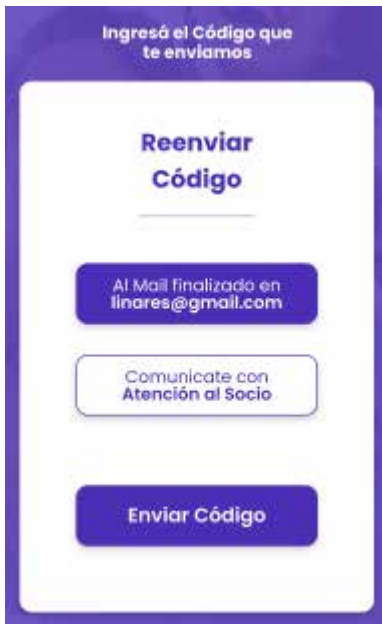 Ingresá el Código que
te enviamos
Reenviar
Código
Al Mail finalizado en
linares@gmail.com
Comunicate con
Atención al Socio
Enviar Código